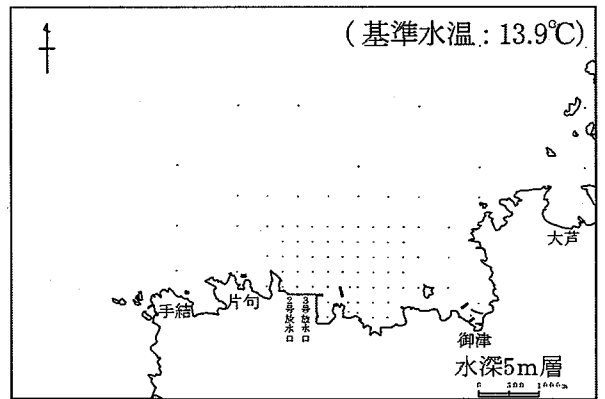 (基準水温：13.9℃)
大芦
手結
片句
2号放水口
3号放水口
御津
水深5m層
0 500 1000m